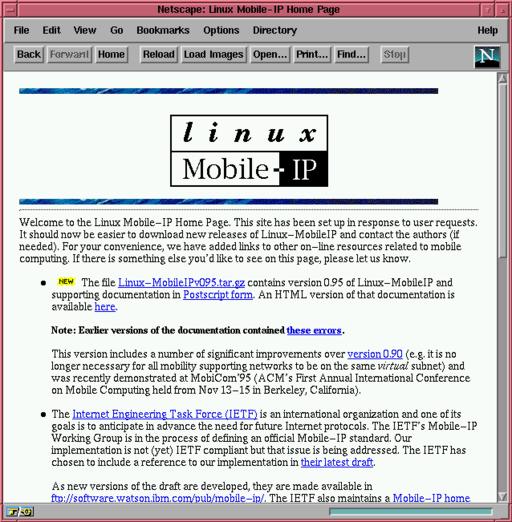 Netscape: Linux Mobile-IP Home Page
File Edit View Go Bookmarks Options Directory Help
Back Forward Home Reload Load Images Open... Print... Find... Stop
N
linux
Mobile-IP
Welcome to the Linux Mobile-IP Home Page. This site has been set up in response to user requests.
It should now be easier to download new releases of Linux-MobileIP and contact the authors (if
needed). For your convenience, we have added links to other on-line resources related to mobile
computing. If there is something else you'd like to see on this page, please let us know.
• NEW The file Linux-MobileIPv095.tar.gz contains version 0.95 of Linux-MobileIP and
supporting documentation in Postscript form. An HTML version of that documentation is
available here.
Note: Earlier versions of the documentation contained these errors.
This version includes a number of significant improvements over version 0.90 (e.g. it is no
longer necessary for all mobility supporting networks to be on the same virtual subnet) and
was recently demonstrated at MobiCom'95 (ACM's First Annual International Conference
on Mobile Computing held from Nov 13-15 in Berkeley, California).
• The Internet Engineering Task Force (IETF) is an international organization and one of its
goals is to anticipate in advance the need for future Internet protocols. The IETF's Mobile-IP
Working Group is in the process of defining an official Mobile-IP standard. Our
implementation is not (yet) IETF compliant but that issue is being addressed. The IETF has
chosen to include a reference to our implementation in their latest draft.
As new versions of the draft are developed, they are made available in
ftp://software.watson.ibm.com/pub/mobile-ip/. The IETF also maintains a Mobile-IP home